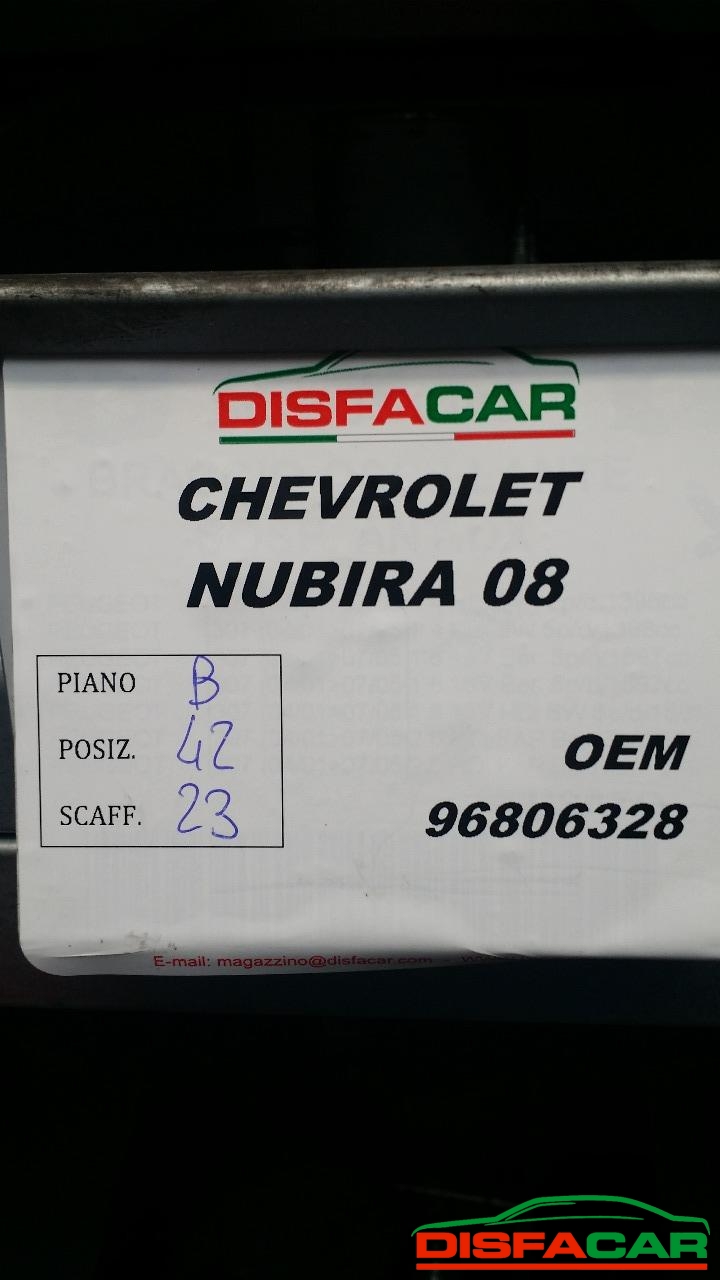 DISFACAR
CHEVROLET
NUBIRA 08
PIANO B
POSIZ. 42
SCAFF. 23
OEM
96806328
E-mail: magazzino@disfacar.com -
DISFACAR